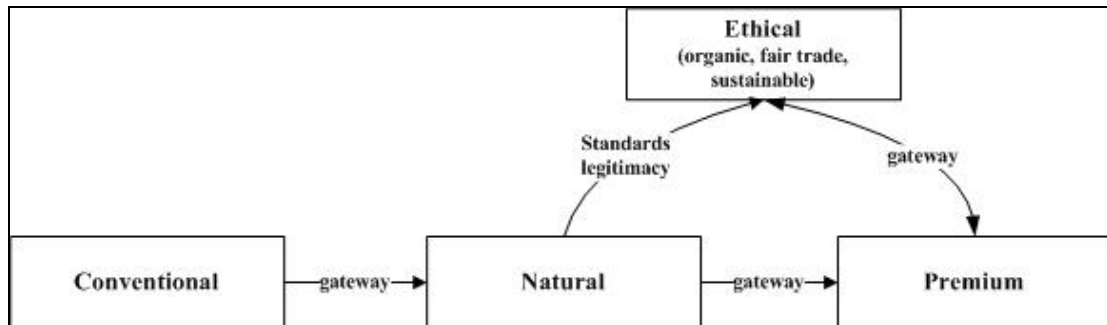 Ethical
(organic, fair trade,
sustainable)
Standards
legitimacy
gateway
Conventional
gateway
Natural
gateway
Premium